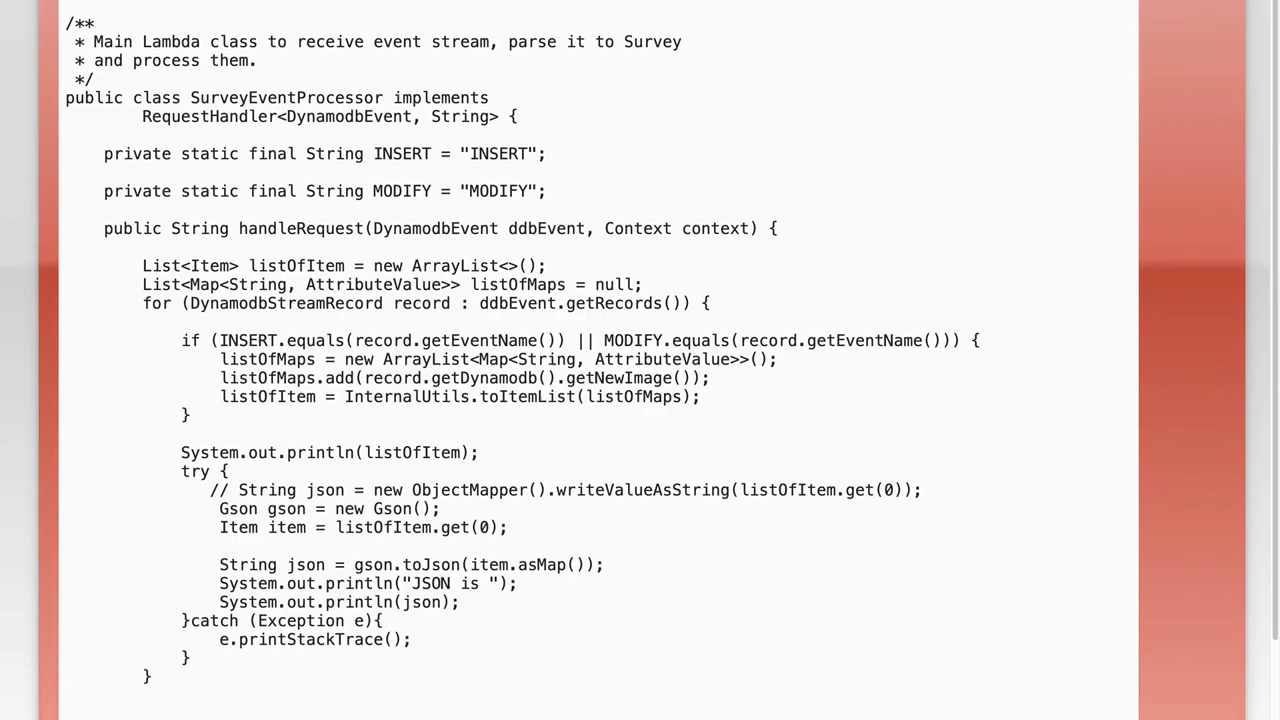 /**
 * Main Lambda class to receive event stream, parse it to Survey
 * and process them.
 */
public class SurveyEventProcessor implements
        RequestHandler<DynamodbEvent, String> {

    private static final String INSERT = "INSERT";

    private static final String MODIFY = "MODIFY";

    public String handleRequest(DynamodbEvent ddbEvent, Context context) {

        List<Item> listOfItem = new ArrayList<>();
        List<Map<String, AttributeValue>> listOfMaps = null;
        for (DynamodbStreamRecord record : ddbEvent.getRecords()) {

            if (INSERT.equals(record.getEventName()) || MODIFY.equals(record.getEventName())) {
                listOfMaps = new ArrayList<Map<String, AttributeValue>>();
                listOfMaps.add(record.getDynamodb().getNewImage());
                listOfItem = InternalUtils.toItemList(listOfMaps);
            }

            System.out.println(listOfItem);
            try {
               // String json = new ObjectMapper().writeValueAsString(listOfItem.get(0));
                Gson gson = new Gson();
                Item item = listOfItem.get(0);

                String json = gson.toJson(item.asMap());
                System.out.println("JSON is ");
                System.out.println(json);
            }catch (Exception e){
                e.printStackTrace();
            }
        }